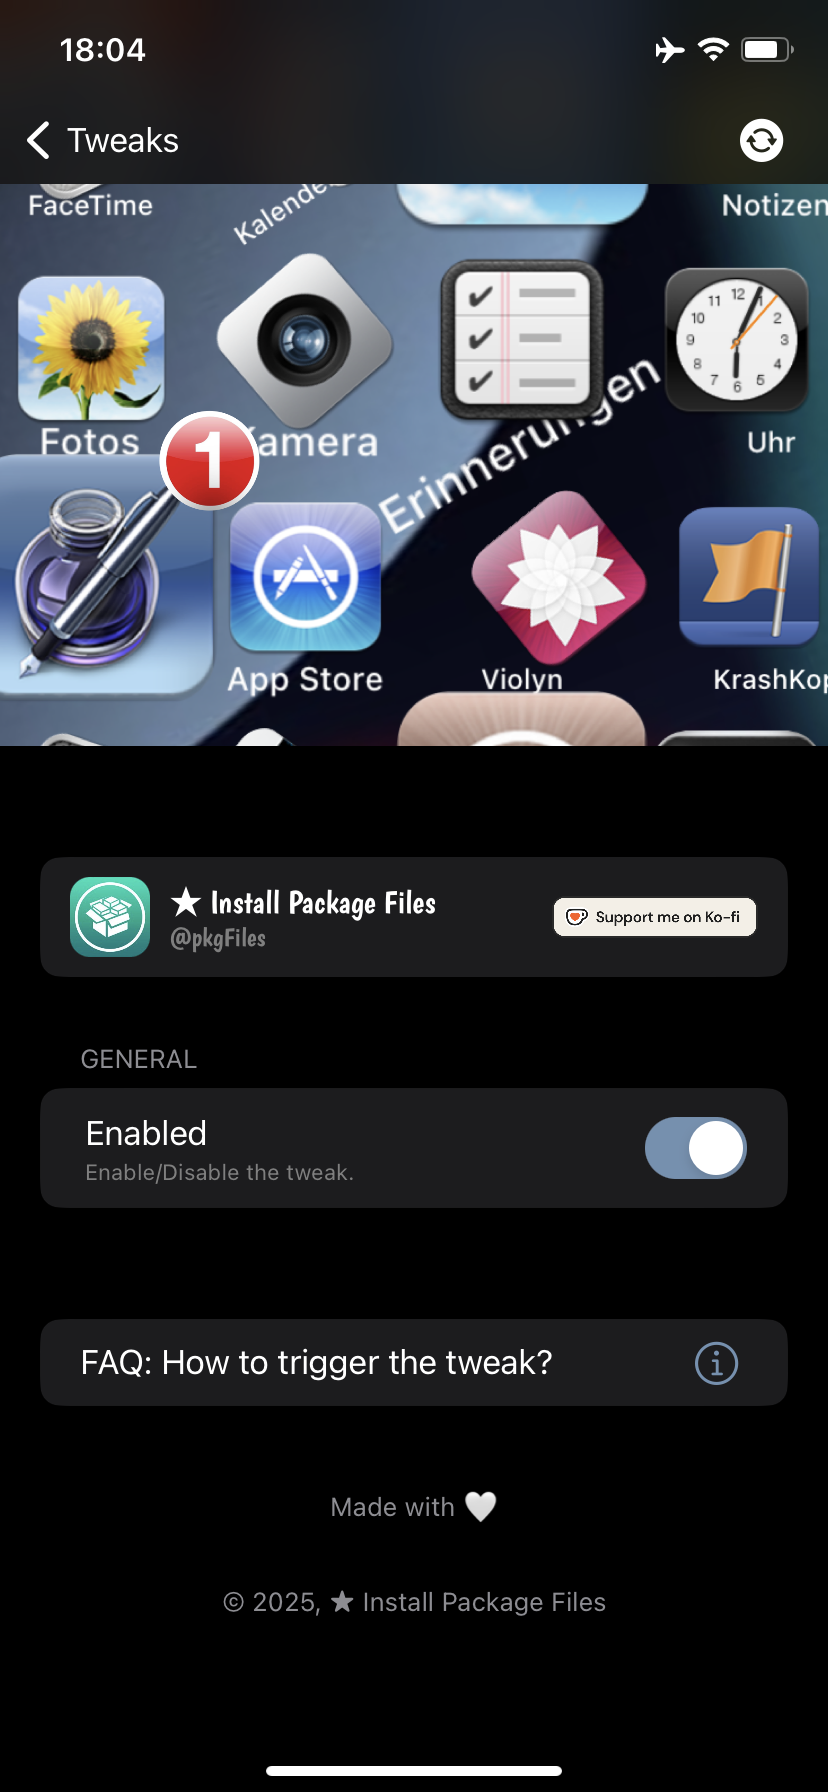 18:04
Tweaks
FaceTime
Kalende
Notizen
12
11
1
10
2
9
3
8
4
7
6
5
Fotos
Kamera
Erinnerungen
Uhr
1
App Store
Violyn
KrashKop
★ Install Package Files
@pkgFiles
Support me on Ko-fi
GENERAL
Enabled
Enable/Disable the tweak.
FAQ: How to trigger the tweak?
Made with 🤍
© 2025, ★ Install Package Files